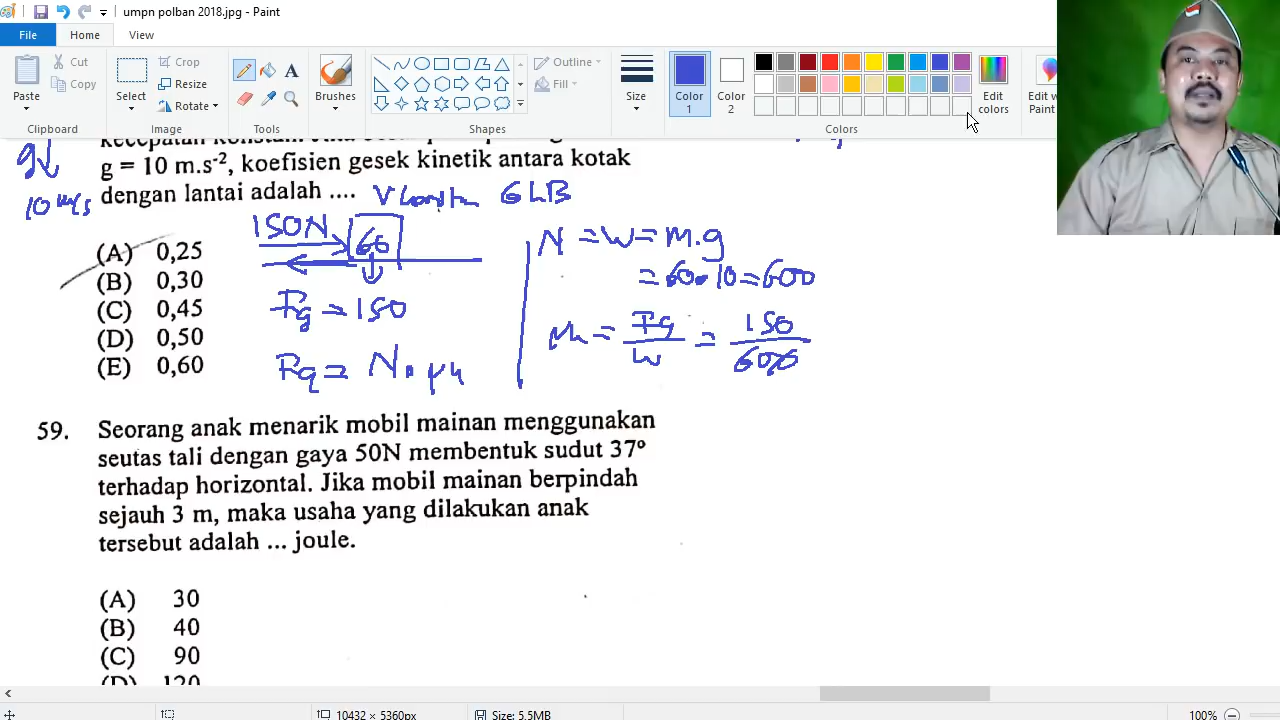 umpn polban 2018.jpg - Paint
File Home View
Paste Cut Copy Clipboard
Select Crop Resize Rotate Image
Tools
Brushes
Shapes
Outline Fill
Size
Color 1 Color 2
Edit colors
Colors
Edit w Paint
g = 10 m.s-2, koefisien gesek kinetik antara kotak
dengan lantai adalah ....
10 m/s
V konstan GLB
(A) 0,25
(B) 0,30
(C) 0,45
(D) 0,50
(E) 0,60
150N 60
Fg = 150
Fg = N. μk
N = W = m.g
= 60.10 = 600
μk = Fg / W = 150 / 600
59. Seorang anak menarik mobil mainan menggunakan
seutas tali dengan gaya 50N membentuk sudut 37º
terhadap horizontal. Jika mobil mainan berpindah
sejauh 3 m, maka usaha yang dilakukan anak
tersebut adalah ... joule.
(A) 30
(B) 40
(C) 90
(D) 120
10432 × 5360px Size: 5.5MB 100%